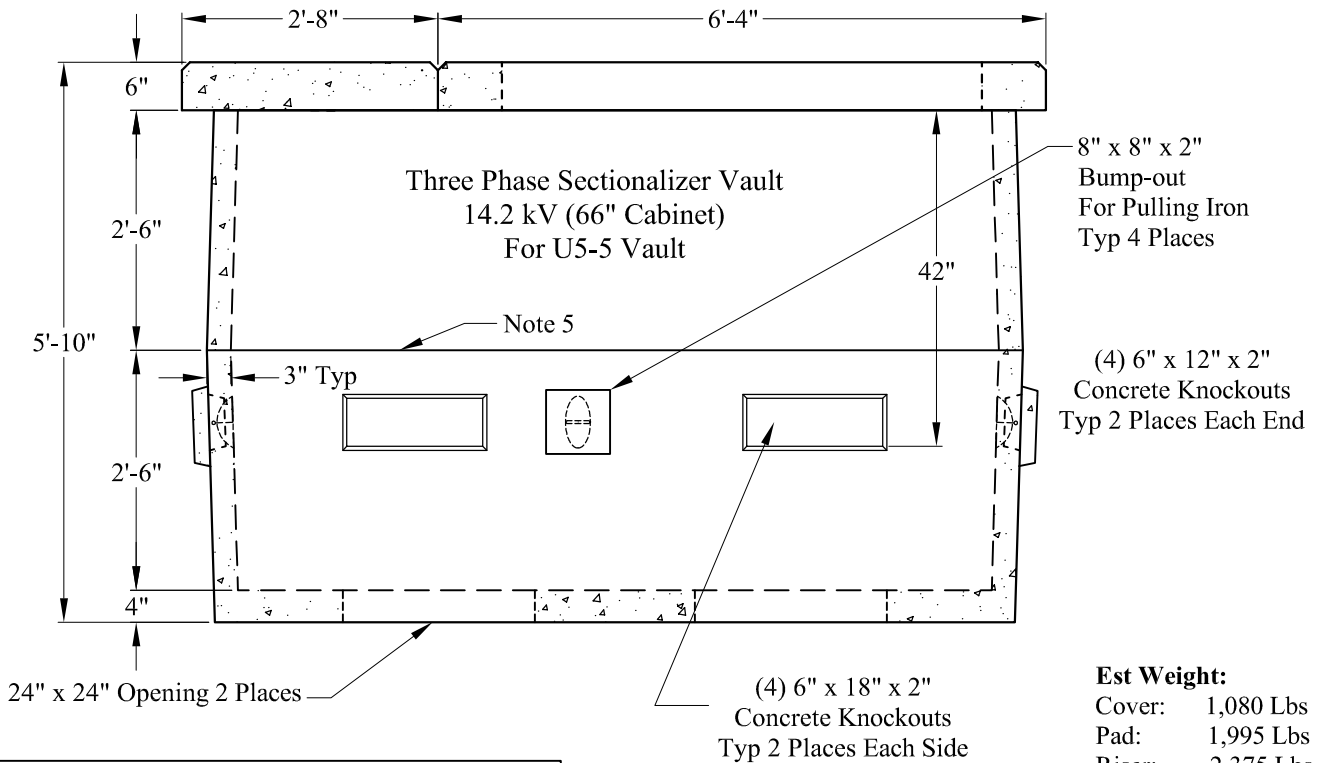 2'-8"
6'-4"
6"
2'-6"
5'-10"
2'-6"
4"
Three Phase Sectionalizer Vault
14.2 kV (66" Cabinet)
For U5-5 Vault
42"
8" x 8" x 2"
Bump-out
For Pulling Iron
Typ 4 Places
Note 5
3" Typ
(4) 6" x 12" x 2"
Concrete Knockouts
Typ 2 Places Each End
24" x 24" Opening 2 Places
(4) 6" x 18" x 2"
Concrete Knockouts
Typ 2 Places Each Side
Est Weight:
Cover: 1,080 Lbs
Pad: 1,995 Lbs
Riser: 2,375 Lbs